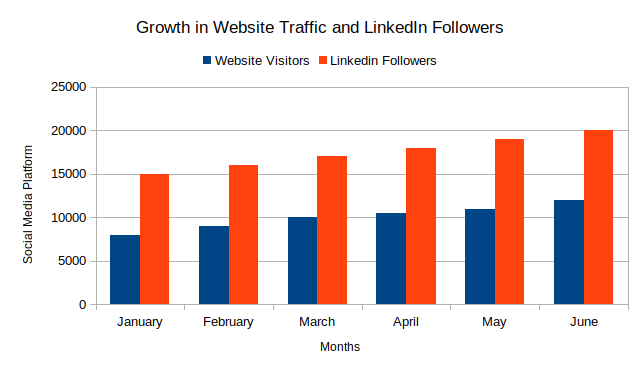 Growth in Website Traffic and LinkedIn Followers
Website Visitors Linkedin Followers
25000
20000
15000
10000
5000
0
Social Media Platform
January February March April May June
Months